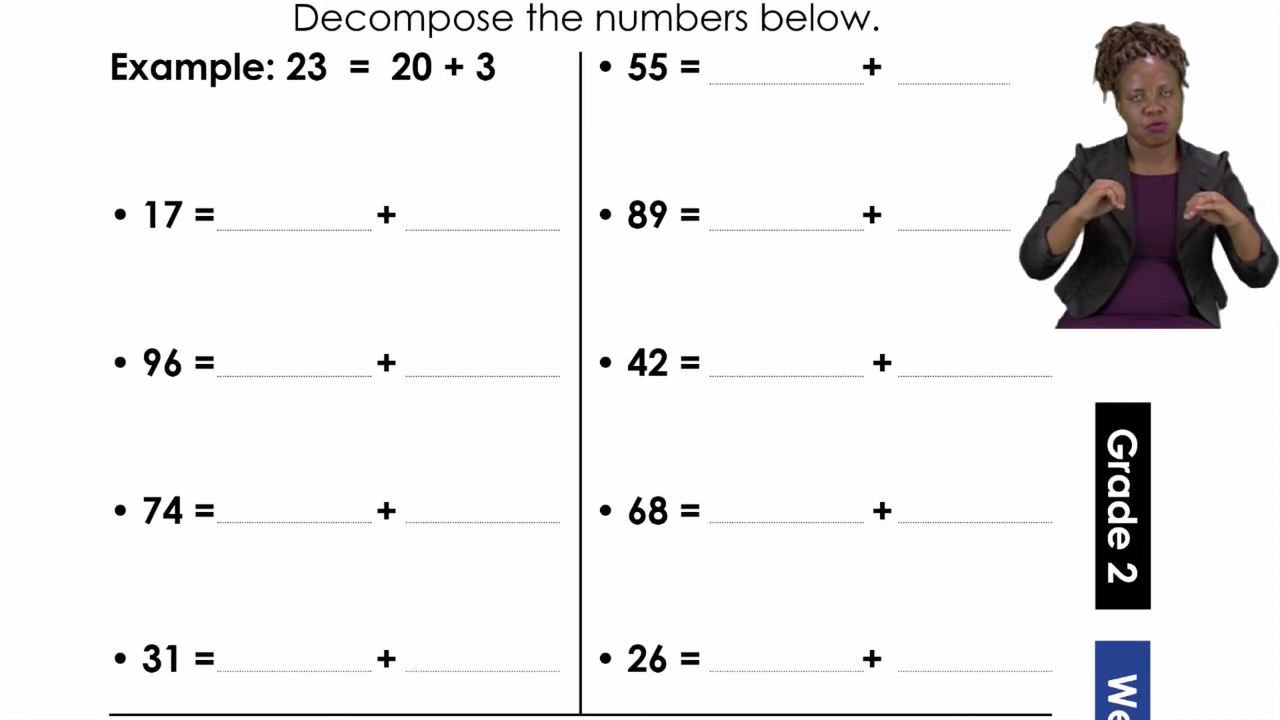 Decompose the numbers below.
Example: 23 = 20 + 3
• 17 = ............ + ............
• 96 = ............ + ............
• 74 = ............ + ............
• 31 = ............ + ............
• 55 = ............ + ............
• 89 = ............ + ............
• 42 = ............ + ............
• 68 = ............ + ............
• 26 = ............ + ............
Grade 2
We